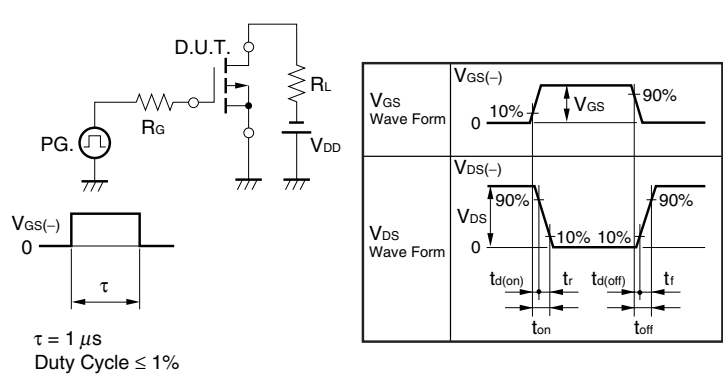 D.U.T.
RL
RG
PG.
VDD
VGS(−)
0
τ
τ = 1 μs
Duty Cycle ≤ 1%
VGS
Wave Form
VGS(−)
10%
0
VGS
90%
VDS
Wave Form
VDS(−)
90%
VDS
0
10% 10%
90%
td(on) tr td(off) tf
ton toff